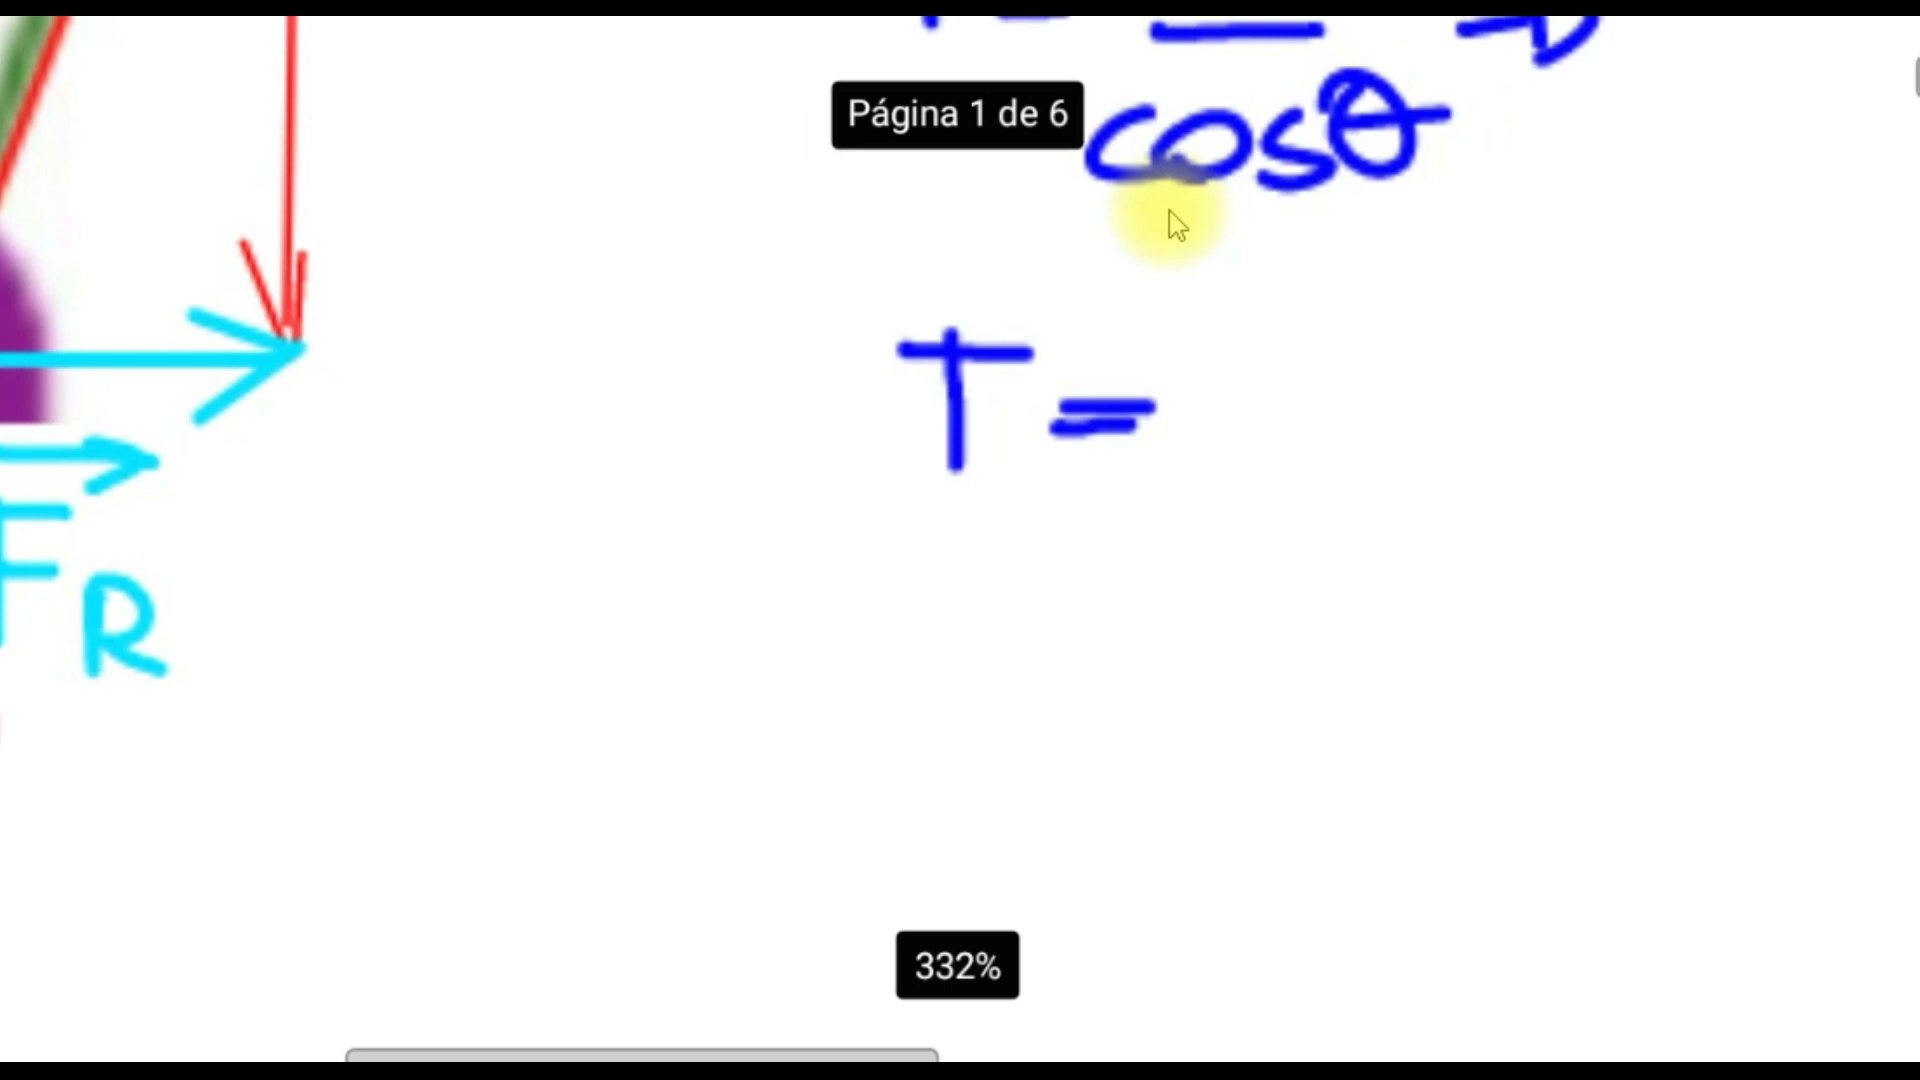 Página 1 de 6
cosθ
T =
F R
332%